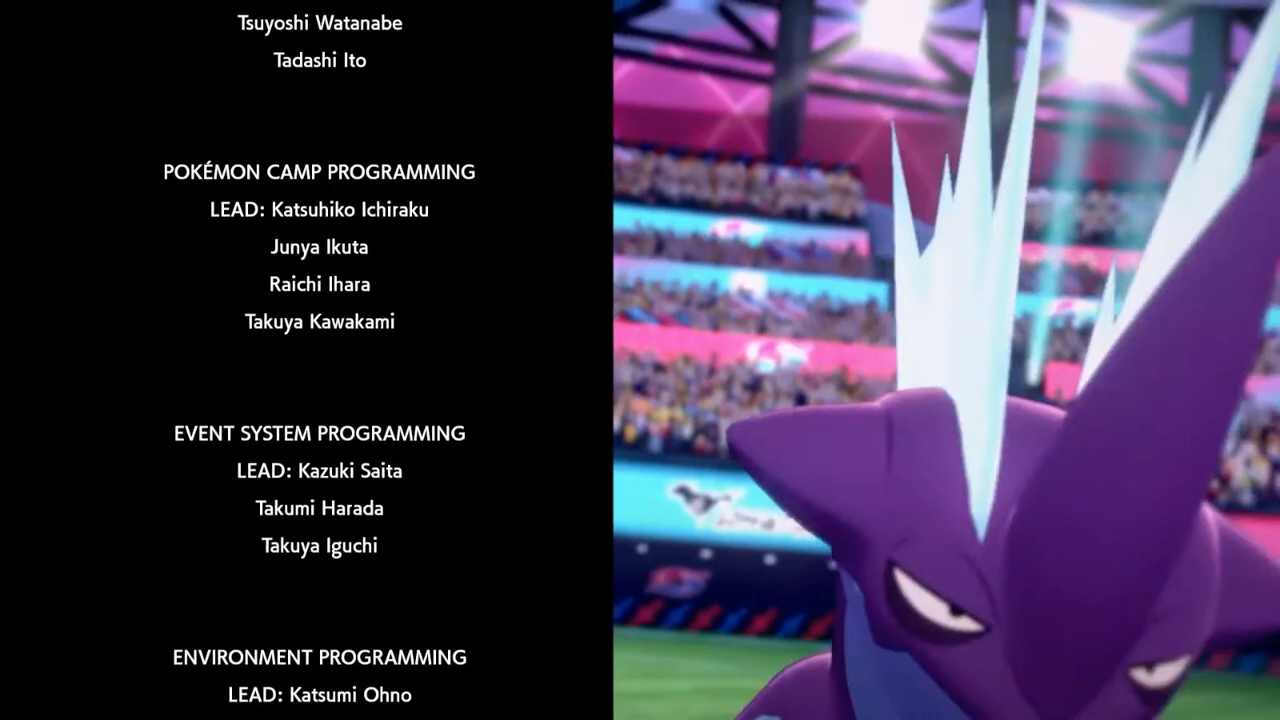 Tsuyoshi Watanabe
Tadashi Ito
POKÉMON CAMP PROGRAMMING
LEAD: Katsuhiko Ichiraku
Junya Ikuta
Raichi Ihara
Takuya Kawakami
EVENT SYSTEM PROGRAMMING
LEAD: Kazuki Saita
Takumi Harada
Takuya Iguchi
ENVIRONMENT PROGRAMMING
LEAD: Katsumi Ohno